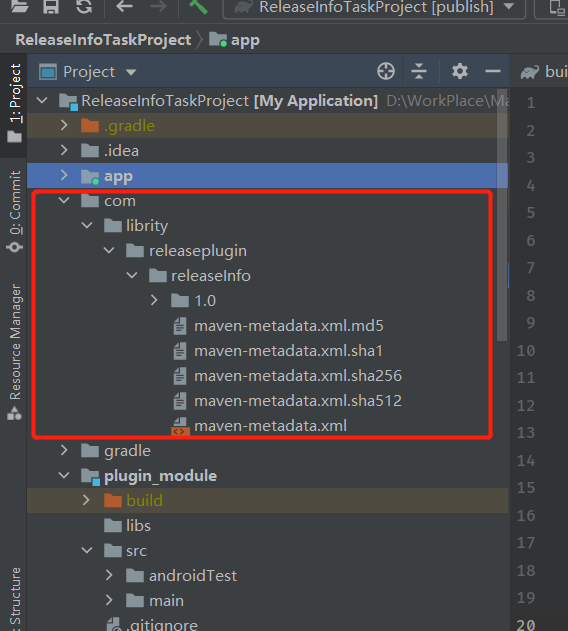 ReleaseInfoTaskProject [publish]
ReleaseInfoTaskProject app
Project
bui
ReleaseInfoTaskProject [My Application] D:\WorkPlace\Ma
.gradle
.idea
app
com
librity
releaseplugin
releaseInfo
1.0
maven-metadata.xml.md5
maven-metadata.xml.sha1
maven-metadata.xml.sha256
maven-metadata.xml.sha512
maven-metadata.xml
gradle
plugin_module
build
libs
src
androidTest
main
.gitignore
1: Project
0: Commit
Resource Manager
: Structure
1
2
3
4
5
6
7
8
9
10
11
12
13
14
15
16
17
18
19
20